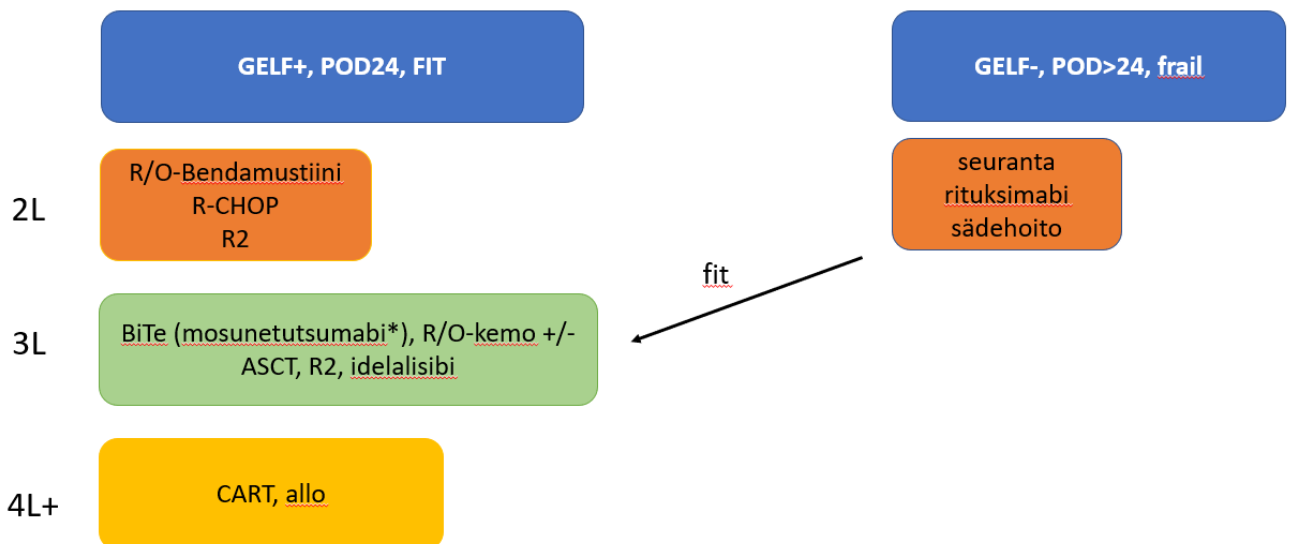 GELF+, POD24, FIT
GELF-, POD>24, frail
2L
R/O-Bendamustiini
R-CHOP
R2
seuranta
rituksimabi
sädehoito
fit
3L
BiTe (mosunetutsumabi*), R/O-kemo +/-
ASCT, R2, idelalisibi
4L+
CART, allo